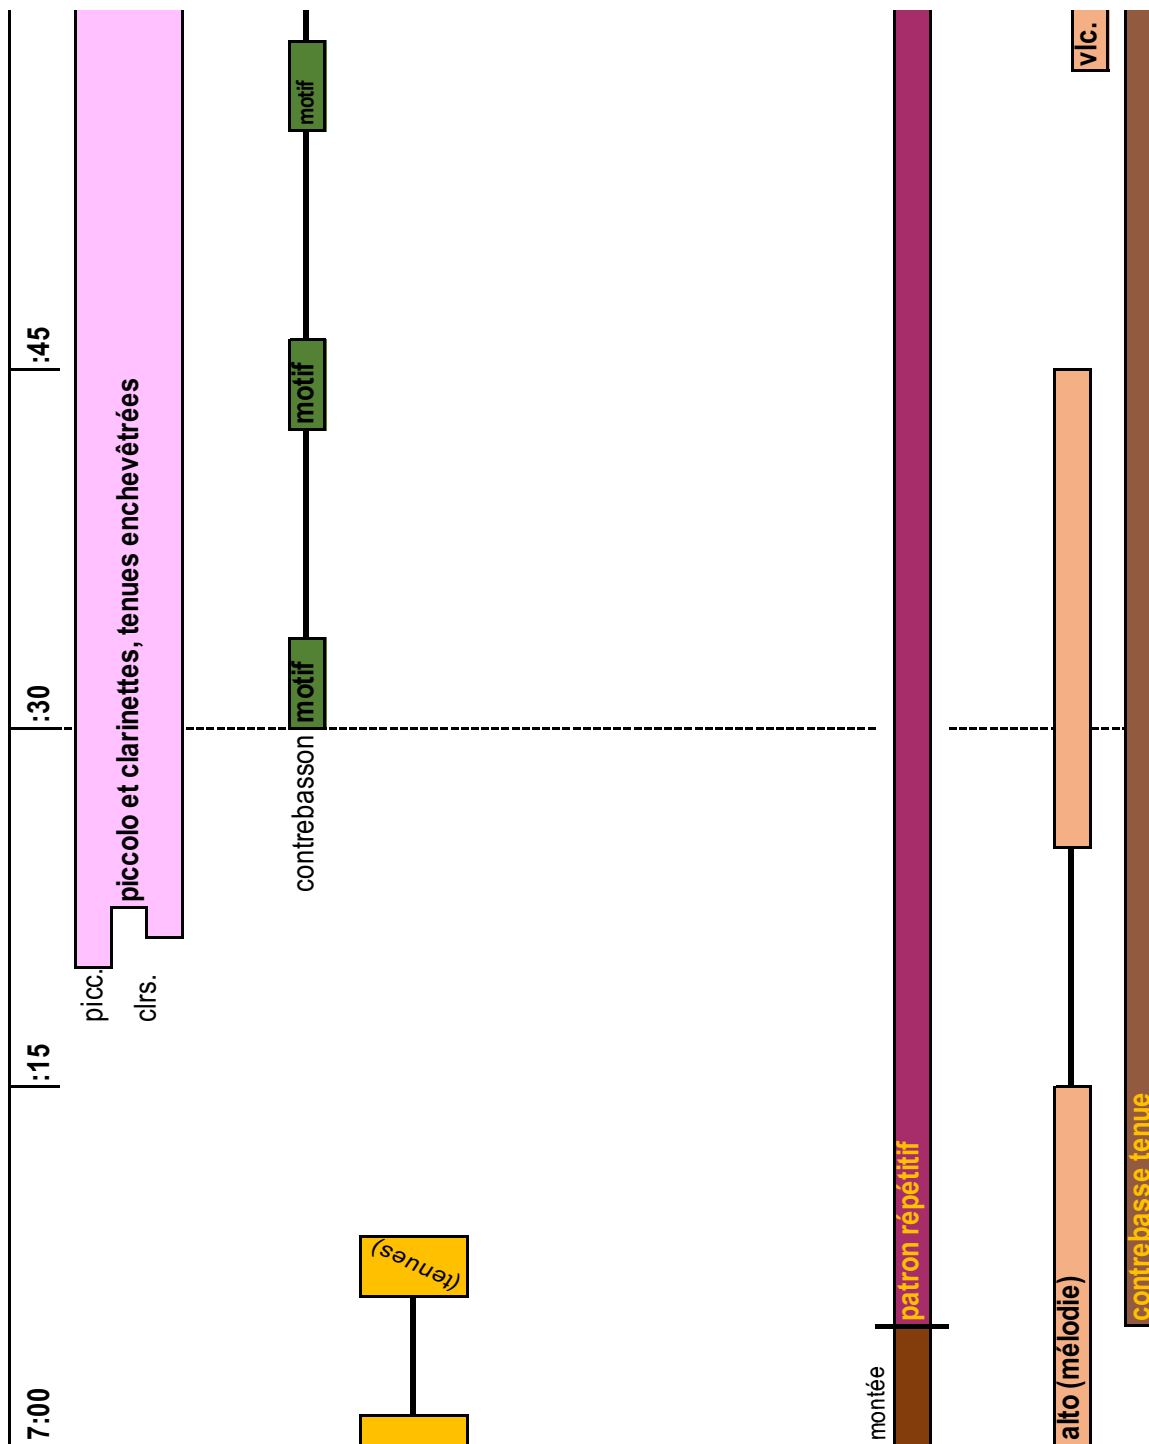 7:00
:15
:30
:45
picc.
clrs.
piccolo et clarinettes, tenues enchevêtrées
contrebasson
motif
motif
motif
(tenues)
montée
patron répétitif
alto (mélodie)
vlc.
contrebasse tenue